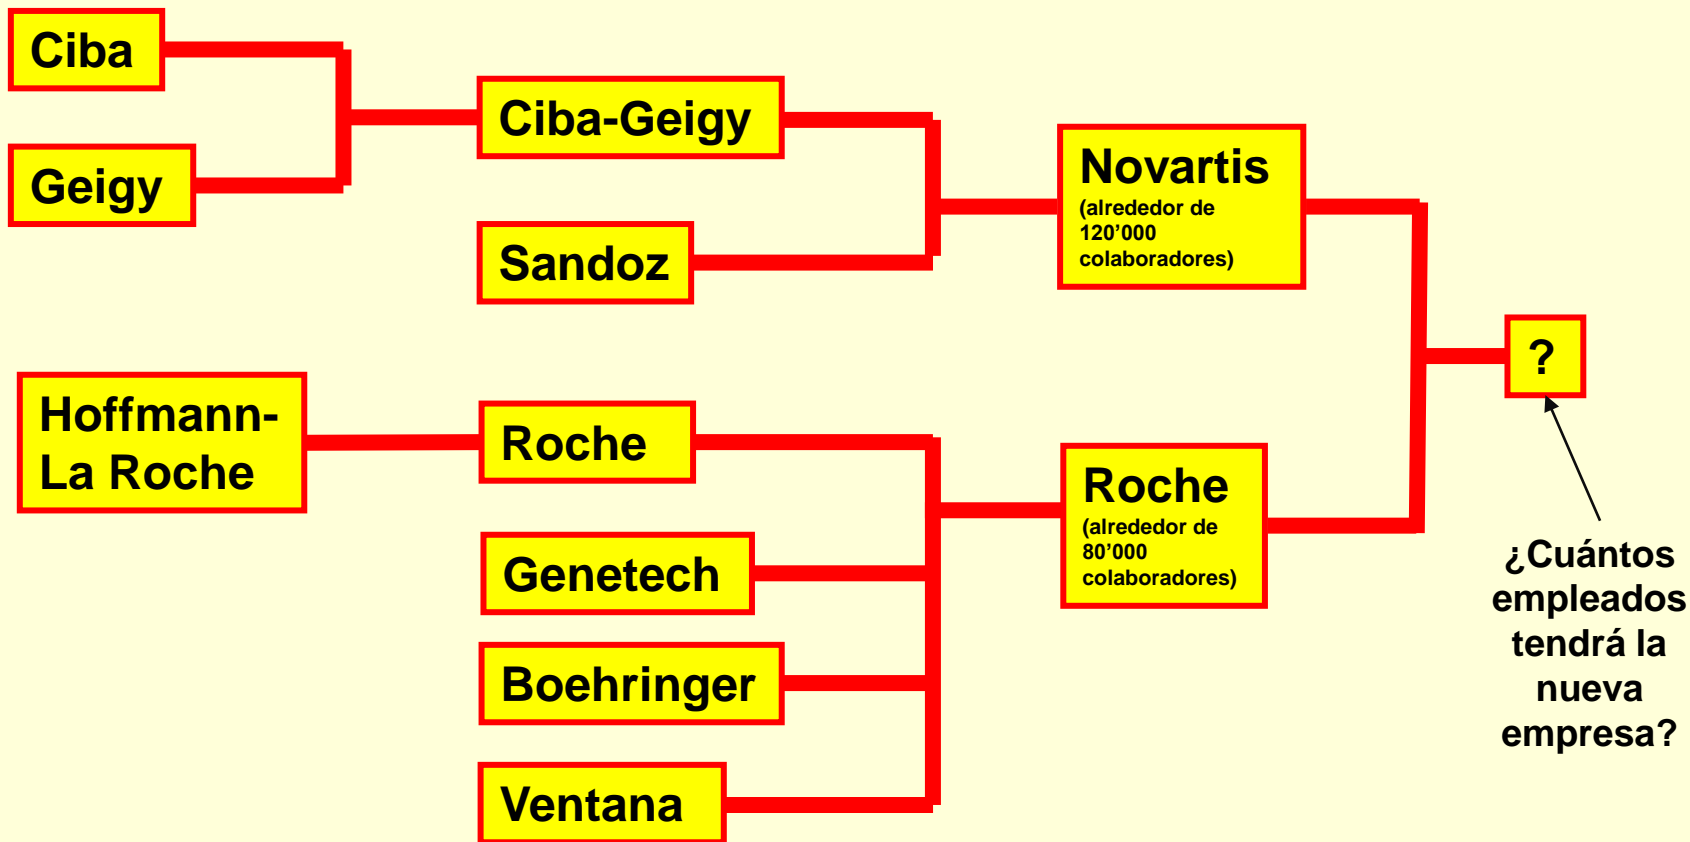 Ciba
Geigy
Ciba-Geigy
Sandoz
Novartis
(alrededor de
120’000
colaboradores)
Hoffmann-
La Roche
Roche
Genetech
Boehringer
Ventana
Roche
(alrededor de
80’000
colaboradores)
?
¿Cuántos
empleados
tendrá la
nueva
empresa?